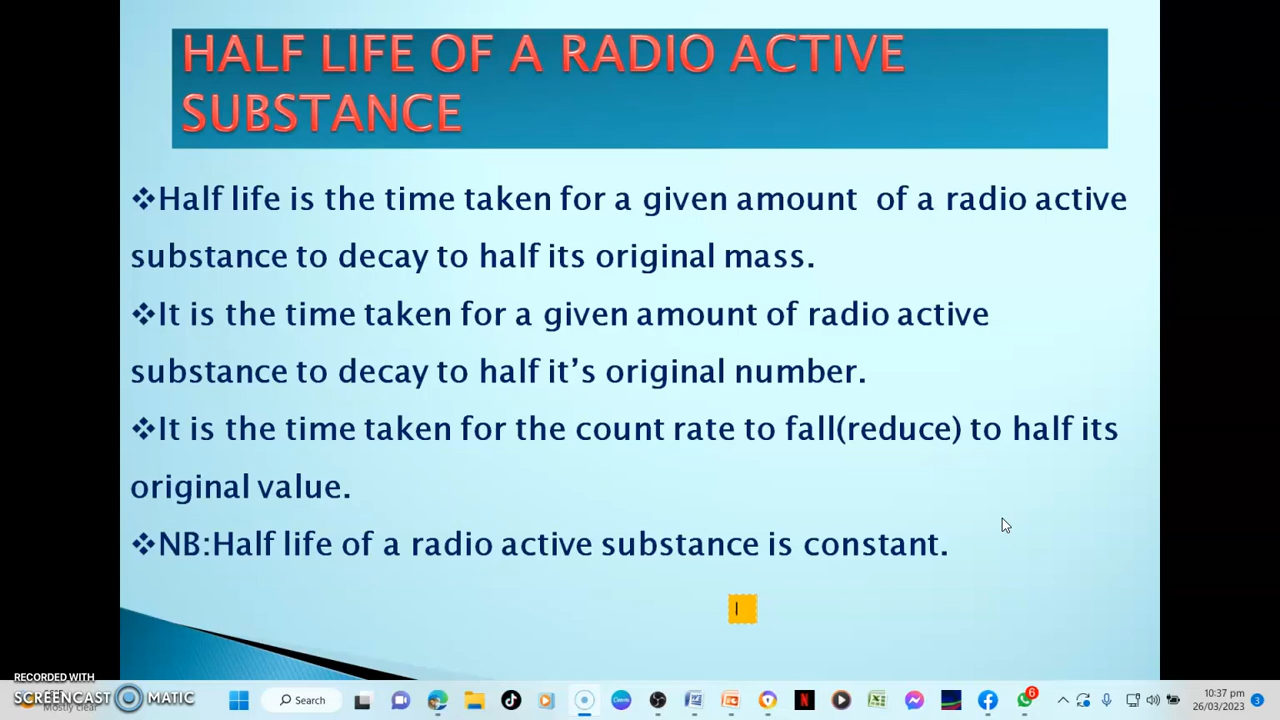 HALF LIFE OF A RADIO ACTIVE
SUBSTANCE
❖Half life is the time taken for a given amount of a radio active
substance to decay to half its original mass.
❖It is the time taken for a given amount of radio active
substance to decay to half it’s original number.
❖It is the time taken for the count rate to fall(reduce) to half its
original value.
❖NB:Half life of a radio active substance is constant.
RECORDED WITH
SCREENCAST MATIC
Mostly clear
Search
6
10:37 pm
26/03/2023
3